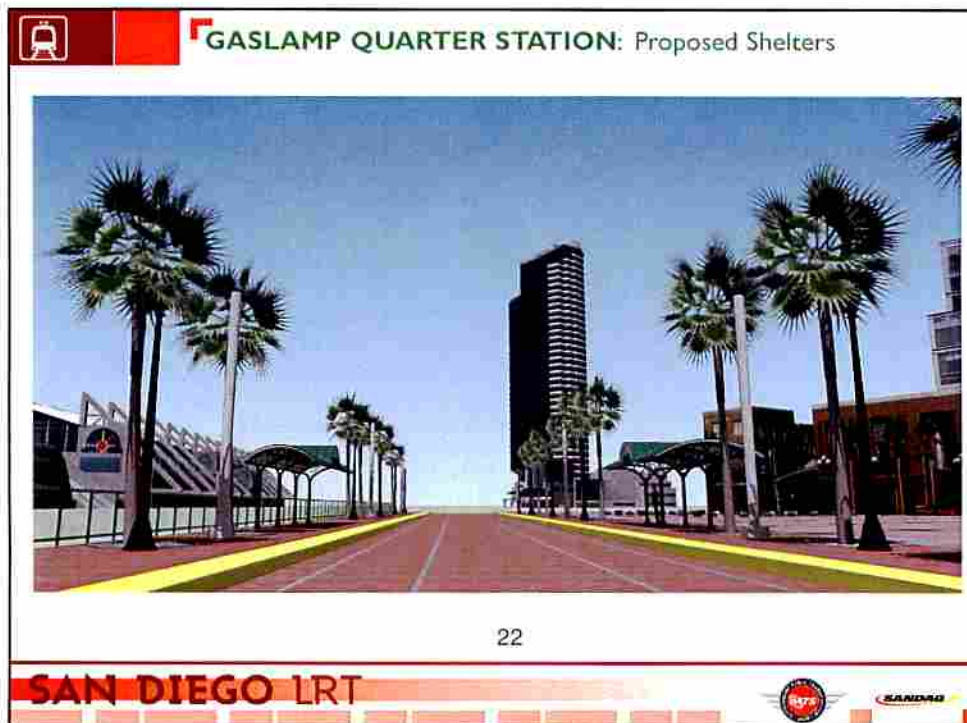 GASLAMP QUARTER STATION: Proposed Shelters
22
SAN DIEGO LRT
SANDAG